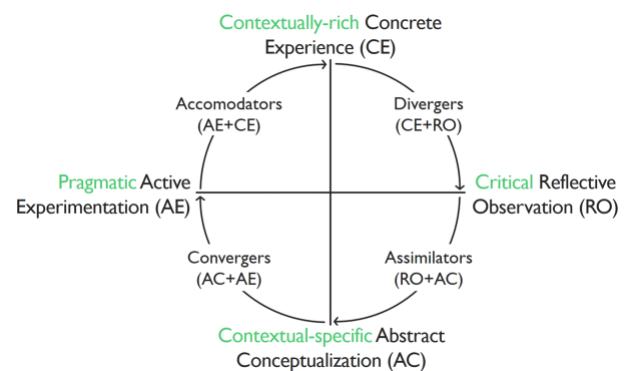 Contextually-rich Concrete
Experience (CE)
Accomodators
(AE+CE)
Divergers
(CE+RO)
Pragmatic Active
Experimentation (AE)
Critical Reflective
Observation (RO)
Convergers
(AC+AE)
Assimilators
(RO+AC)
Contextual-specific Abstract
Conceptualization (AC)